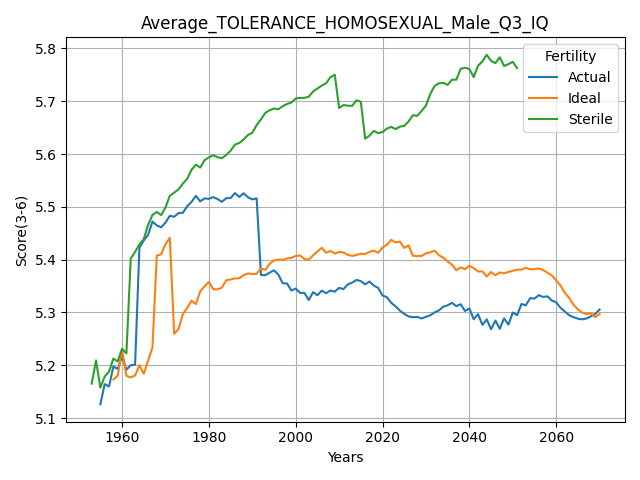 Average_TOLERANCE_HOMOSEXUAL_Male_Q3_IQ
Fertility
Actual
Ideal
Sterile
Score(3-6)
5.8
5.7
5.6
5.5
5.4
5.3
5.2
5.1
1960
1980
2000
2020
2040
2060
Years